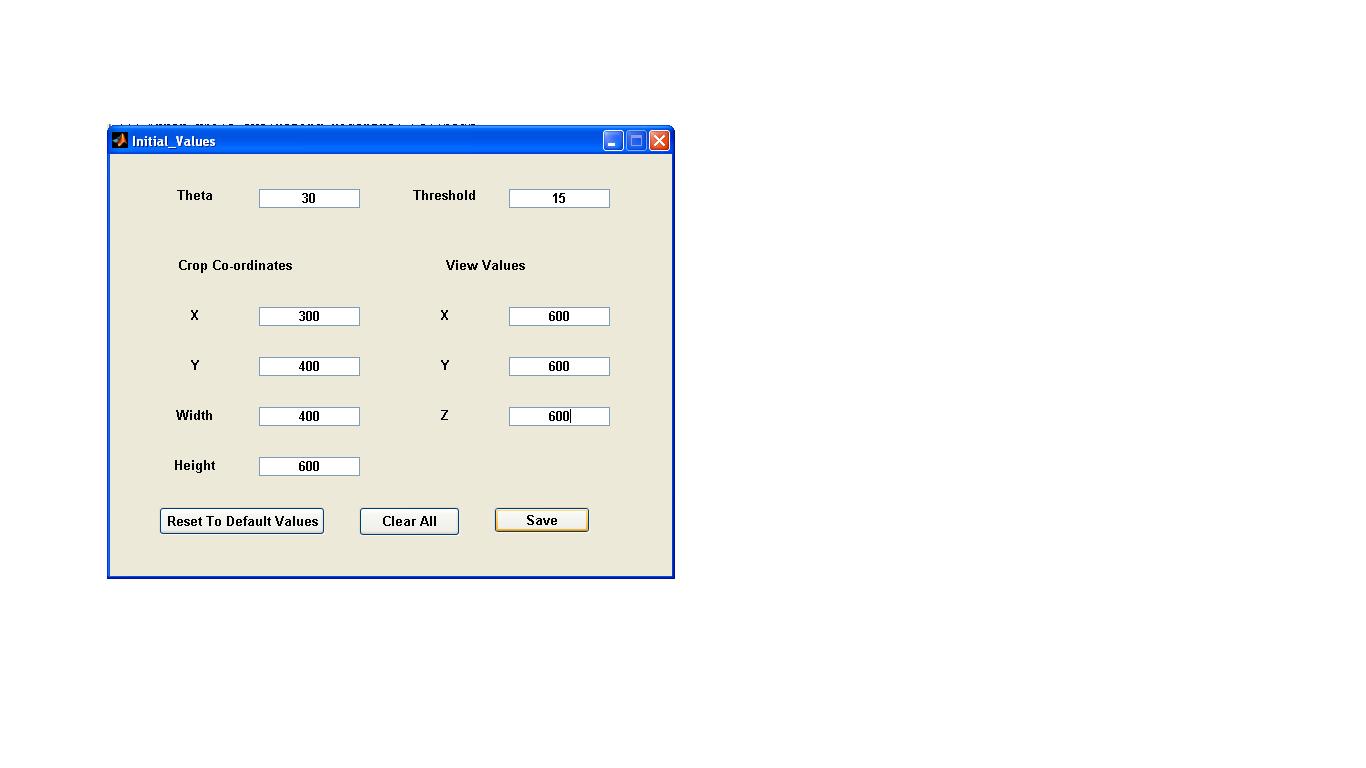 Initial_Values
Theta 30 Threshold 15
Crop Co-ordinates View Values
X 300 X 600
Y 400 Y 600
Width 400 Z 600
Height 600
Reset To Default Values Clear All Save